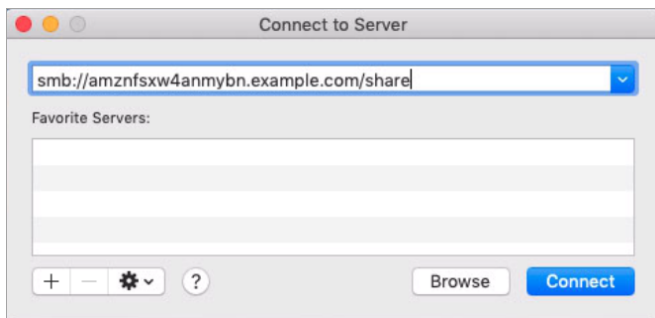 Connect to Server
smb://amznfsxw4anmybn.example.com/share
Favorite Servers:
+ − ?
Browse
Connect